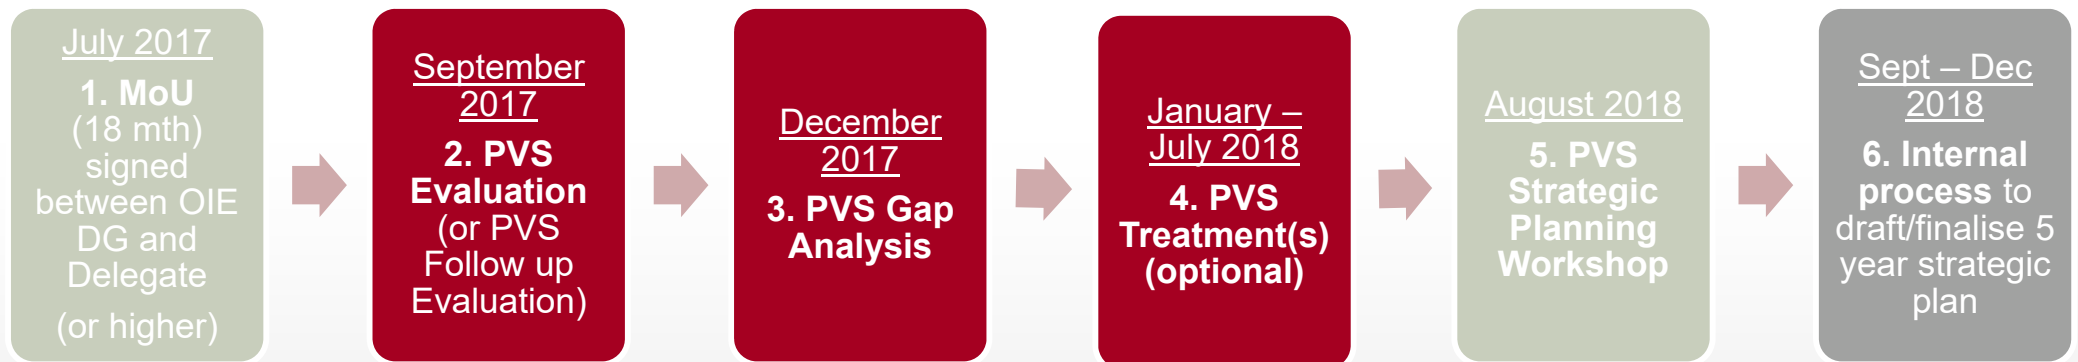 July 2017
1. MoU
(18 mth)
signed
between OIE
DG and
Delegate
(or higher)
September
2017
2. PVS
Evaluation
(or PVS
Follow up
Evaluation)
December
2017
3. PVS Gap
Analysis
January –
July 2018
4. PVS
Treatment(s)
(optional)
August 2018
5. PVS
Strategic
Planning
Workshop
Sept – Dec
2018
6. Internal
process to
draft/finalise 5
year strategic
plan